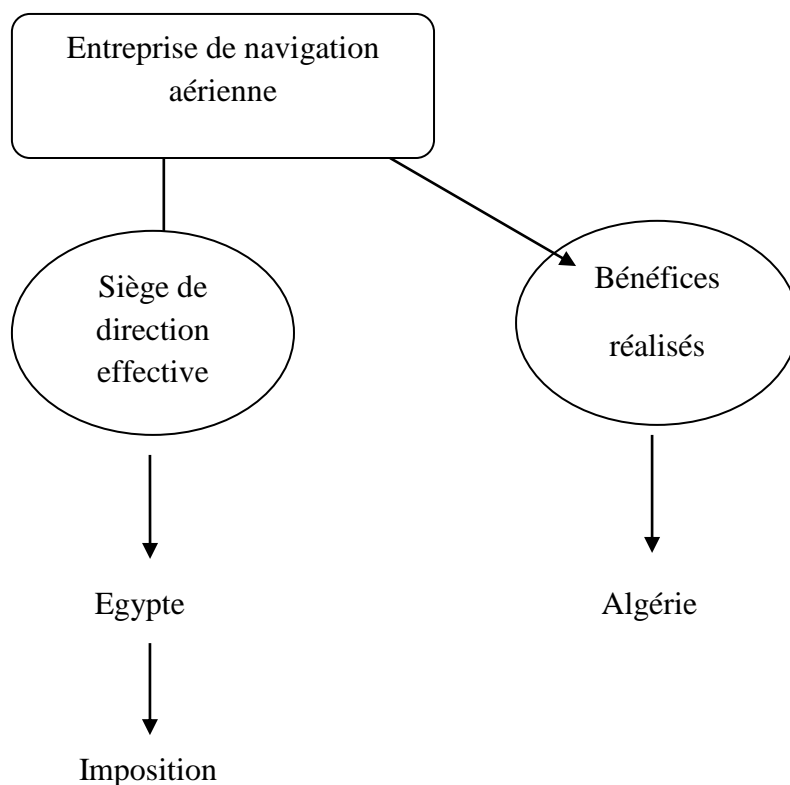 Entreprise de navigation
aérienne
Siège de
direction
effective
Bénéfices
réalisés
Egypte
Algérie
Imposition